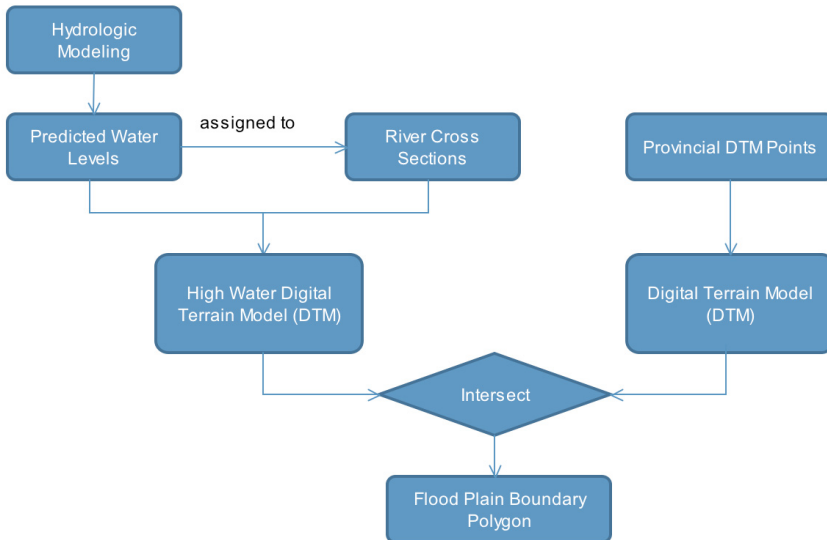 Hydrologic
Modeling
Predicted Water
Levels
assigned to
River Cross
Sections
Provincial DTM Points
High Water Digital
Terrain Model (DTM)
Digital Terrain Model
(DTM)
Intersect
Flood Plain Boundary
Polygon